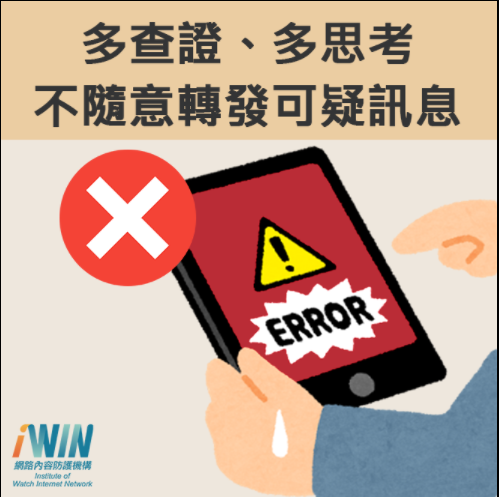 多查證、多思考
不隨意轉發可疑訊息
ERROR
iWIN
網路內容防護機構
Institute of
Watch Internet Network